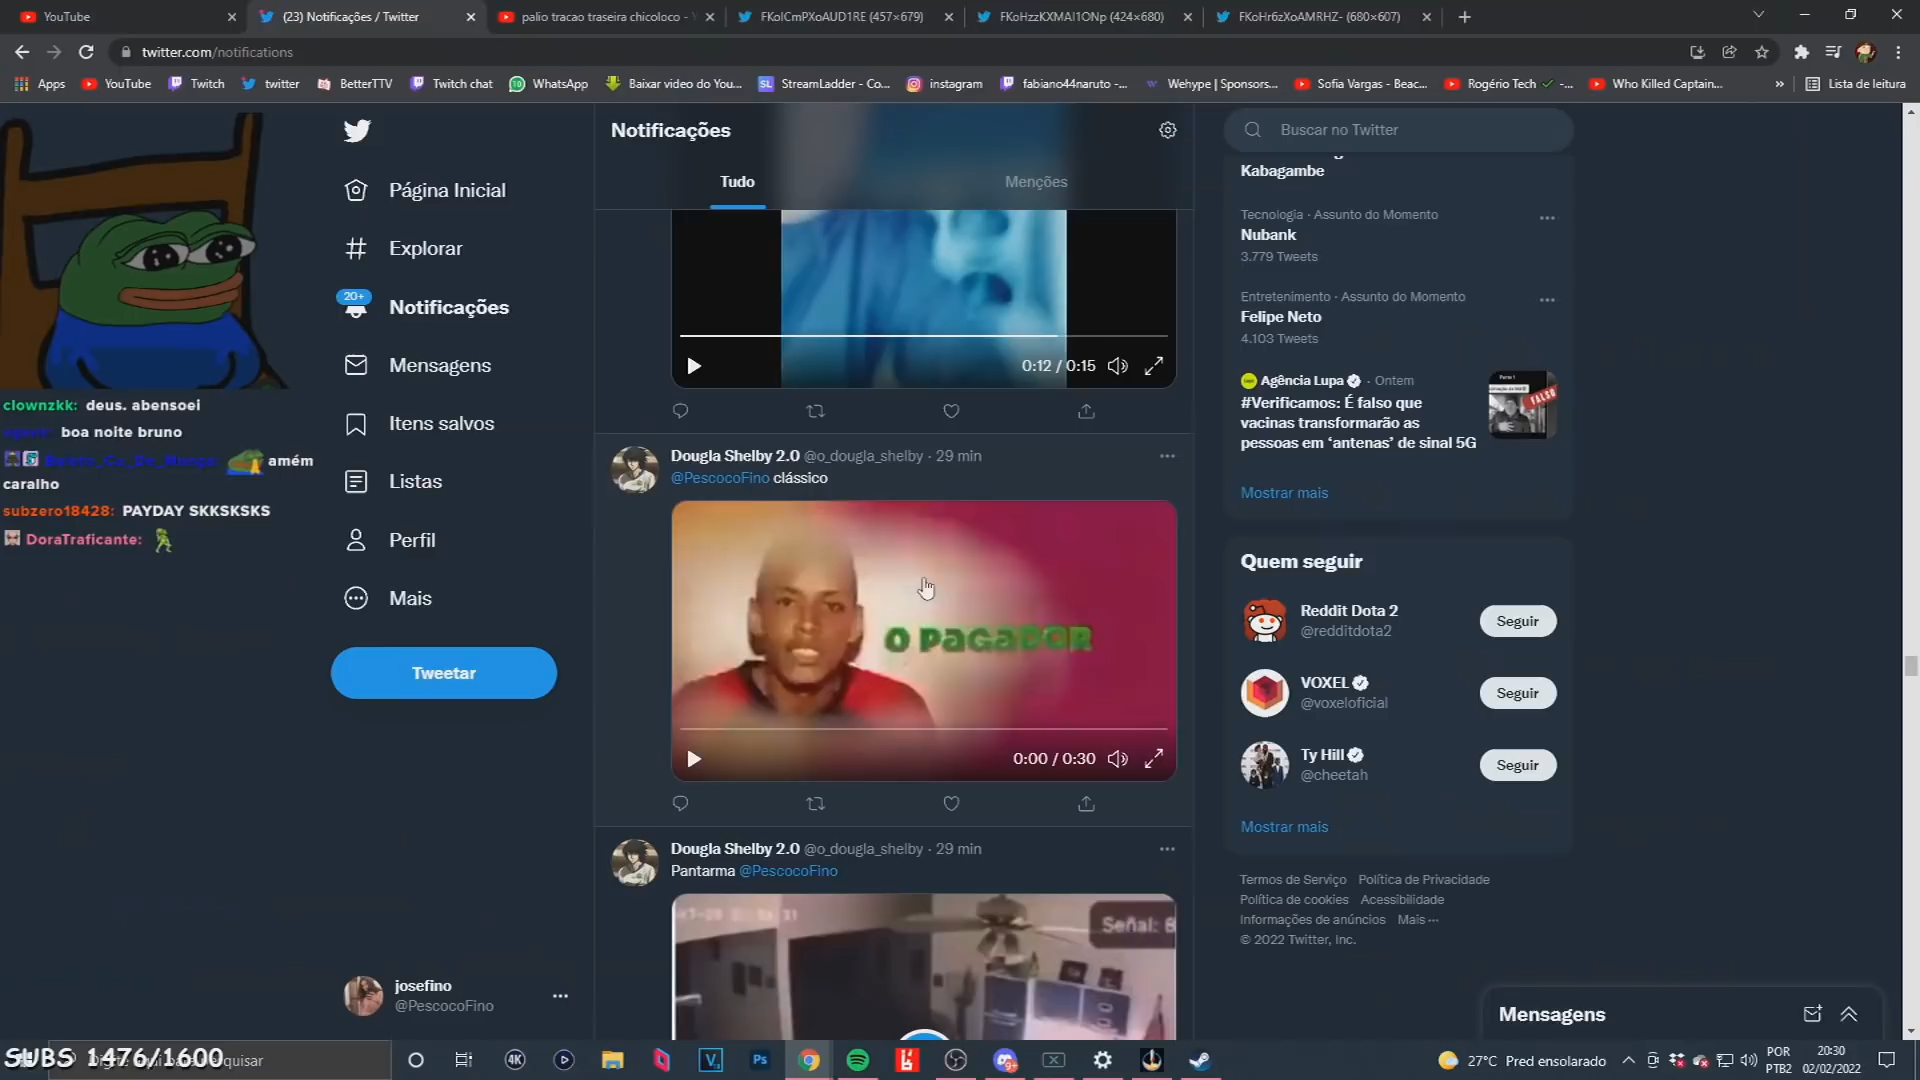 YouTube
(23) Notificações / Twitter
palio tracao traseira chicoloco -
FKoICmPXoAUD1RE (457×679)
FKoHzzKXMAI1ONp (424×680)
FKoHr6zXoAMRHZ- (680×607)
twitter.com/notifications
Apps
YouTube
Twitch
twitter
BetterTTV
Twitch chat
WhatsApp
Baixar video do You...
StreamLadder - Co...
instagram
fabiano44naruto -...
Wehype | Sponsors...
Sofia Vargas - Beac...
Rogério Tech ✓ -...
Who Killed Captain...
»
Lista de leitura
Página Inicial
Explorar
20+
Notificações
Mensagens
Itens salvos
Listas
Perfil
Mais
Tweetar
josefino
@PescocoFino
clownzkk: deus. abensoei
boa noite bruno
amém
caralho
subzero18428: PAYDAY SKKSKSKS
DoraTraficante:
SUBS 1476/1600
Notificações
Tudo
Menções
0:12 / 0:15
Dougla Shelby 2.0 @o_dougla_shelby · 29 min
@PescocoFino clássico
O PAGADOR
0:00 / 0:30
Dougla Shelby 2.0 @o_dougla_shelby · 29 min
Pantarma @PescocoFino
Señal: 8
Buscar no Twitter
Kabagambe
Tecnologia · Assunto do Momento
Nubank
3.779 Tweets
Entretenimento · Assunto do Momento
Felipe Neto
4.103 Tweets
Agência Lupa · Ontem
#Verificamos: É falso que
vacinas transformarão as
pessoas em ‘antenas’ de sinal 5G
FALSO
Mostrar mais
Quem seguir
Reddit Dota 2
@redditdota2
Seguir
VOXEL
@voxeloficial
Seguir
Ty Hill
@cheetah
Seguir
Mostrar mais
Termos de Serviço Política de Privacidade
Política de cookies Acessibilidade
Informações de anúncios Mais ···
© 2022 Twitter, Inc.
Mensagens
4K
Ps
27°C Pred ensolarado
POR
PTB2
20:30
02/02/2022